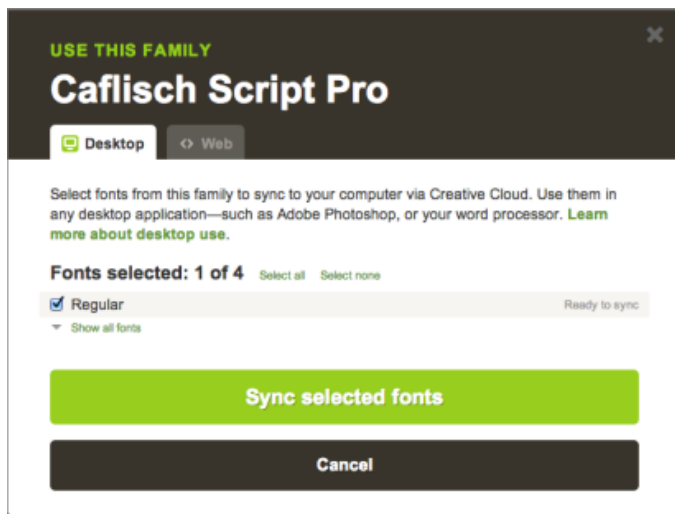 USE THIS FAMILY
Caflisch Script Pro
Desktop
<> Web
Select fonts from this family to sync to your computer via Creative Cloud. Use them in
any desktop application—such as Adobe Photoshop, or your word processor. Learn
more about desktop use.
Fonts selected: 1 of 4 Select all Select none
Regular Ready to sync
Show all fonts
Sync selected fonts
Cancel